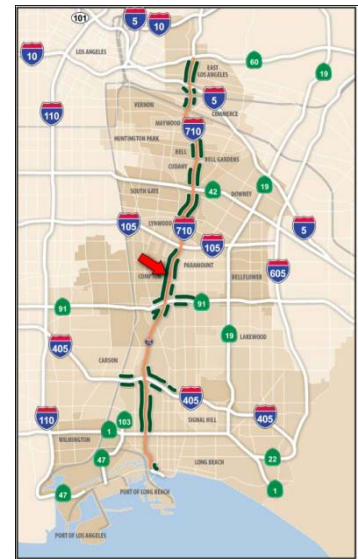 101
5
10
10
LOS ANGELES
EAST
LOS ANGELES
60
19
110
VERNON
5
COMMERCE
MAYWOOD
HUNTINGTON PARK
710
BELL
CUDAHY
BELL GARDENS
SOUTH GATE
42
DOWNEY
19
105
LYNWOOD
710
105
5
COMPTON
PARAMOUNT
BELLFLOWER
605
91
91
19
LAKEWOOD
405
CARSON
405
SIGNAL HILL
405
110
103
1
WILMINGTON
47
22
LONG BEACH
1
47
PORT OF LONG BEACH
PORT OF LOS ANGELES